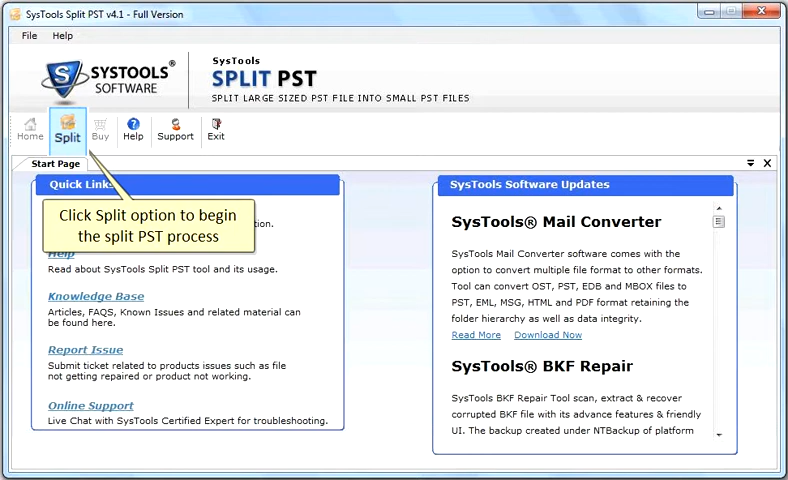 SysTools Split PST v4.1 - Full Version
File Help
SYSTOOLS®
SOFTWARE
SysTools
SPLIT PST
SPLIT LARGE SIZED PST FILE INTO SMALL PST FILES
Home Split Buy Help Support Exit
Start Page
Quick Links
Click Split option to begin
the split PST process
tion.
Help
Read about SysTools Split PST tool and its usage.
Knowledge Base
Articles, FAQS, Known Issues and related material can
be found here.
Report Issue
Submit ticket related to products issues such as file
not getting repaired or product not working.
Online Support
Live Chat with SysTools Certified Expert for troubleshooting.
SysTools Software Updates
SysTools® Mail Converter
SysTools Mail Converter software comes with the
option to convert multiple file format to other formats.
Tool can convert OST, PST, EDB and MBOX files to
PST, EML, MSG, HTML and PDF format retaining the
folder hierarchy as well as data integrity.
Read More Download Now
SysTools® BKF Repair
SysTools BKF Repair Tool scan, extract & recover
corrupted BKF file with its advance features & friendly
UI. The backup created under NTBackup of platform